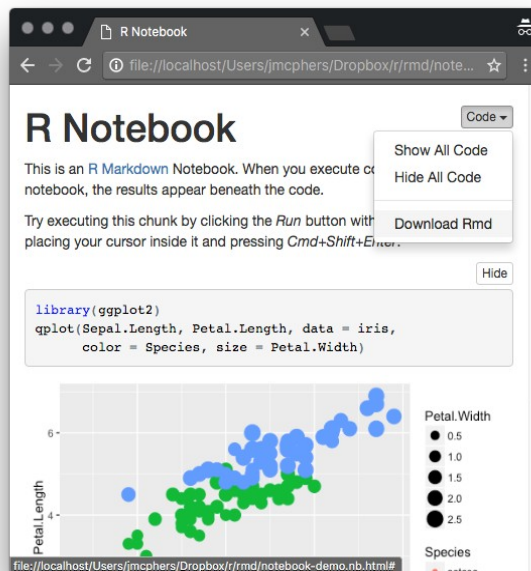 R Notebook
file://localhost/Users/jmcphers/Dropbox/r/rmd/note...
R Notebook
Code
Show All Code
Hide All Code
Download Rmd
This is an R Markdown Notebook. When you execute
notebook, the results appear beneath the code.
Try executing this chunk by clicking the Run button
placing your cursor inside it and pressing Cmd+Shift+Enter.
Hide
library(ggplot2)
qplot(Sepal.Length, Petal.Length, data = iris,
color = Species, size = Petal.Width)
Petal.Length
6
4
Petal.Width
0.5
1.0
1.5
2.0
2.5
Species
file://localhost/Users/jmcphers/Dropbox/r/rmd/notebook-demo.nb.html#